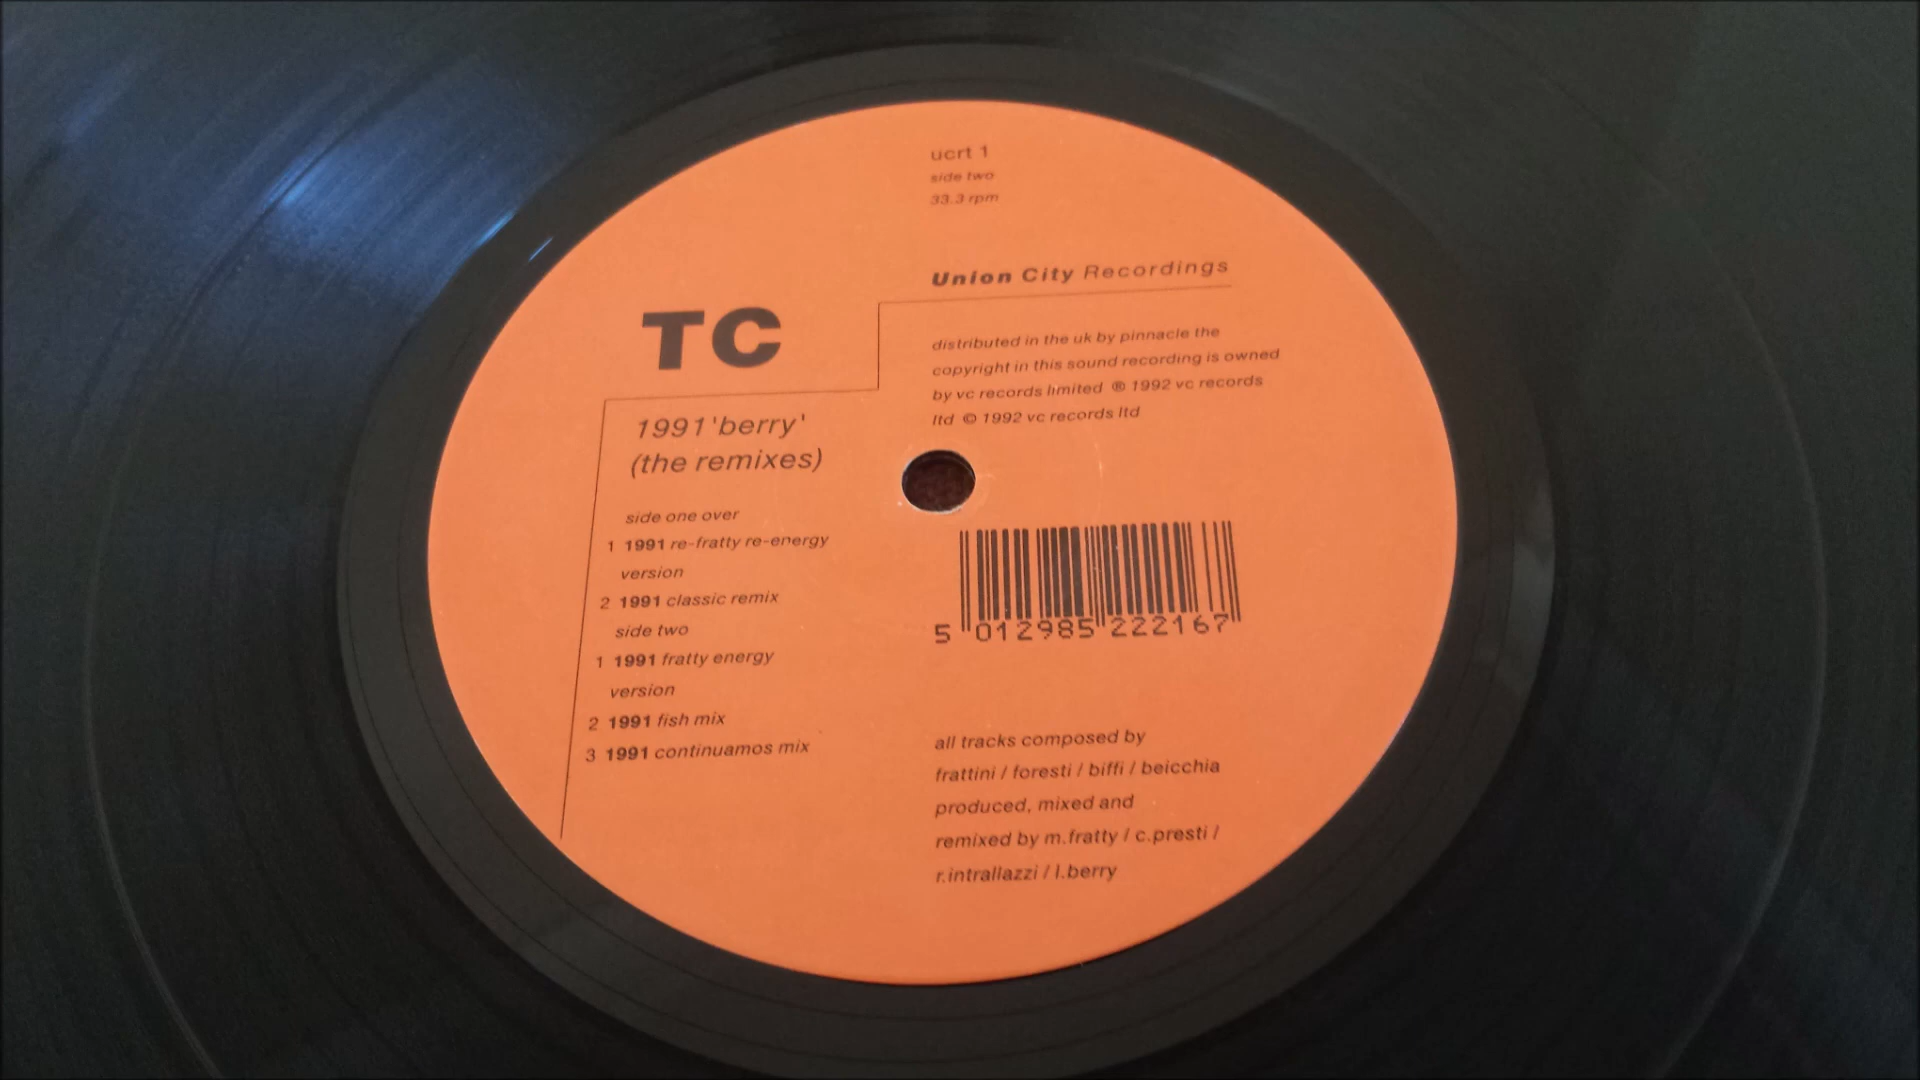 ucrt 1
side two
33.3 rpm
Union City Recordings
distributed in the uk by pinnacle the
copyright in this sound recording is owned
by vc records limited ℗ 1992 vc records
ltd © 1992 vc records ltd
TC
1991 'berry'
(the remixes)
side one over
1 1991 re-fratty re-energy
version
2 1991 classic remix
side two
1 1991 fratty energy
version
2 1991 fish mix
3 1991 continuamos mix
5 012985 222167
all tracks composed by
frattini / foresti / biffi / beicchia
produced, mixed and
remixed by m.fratty / c.presti /
r.intrallazzi / l.berry